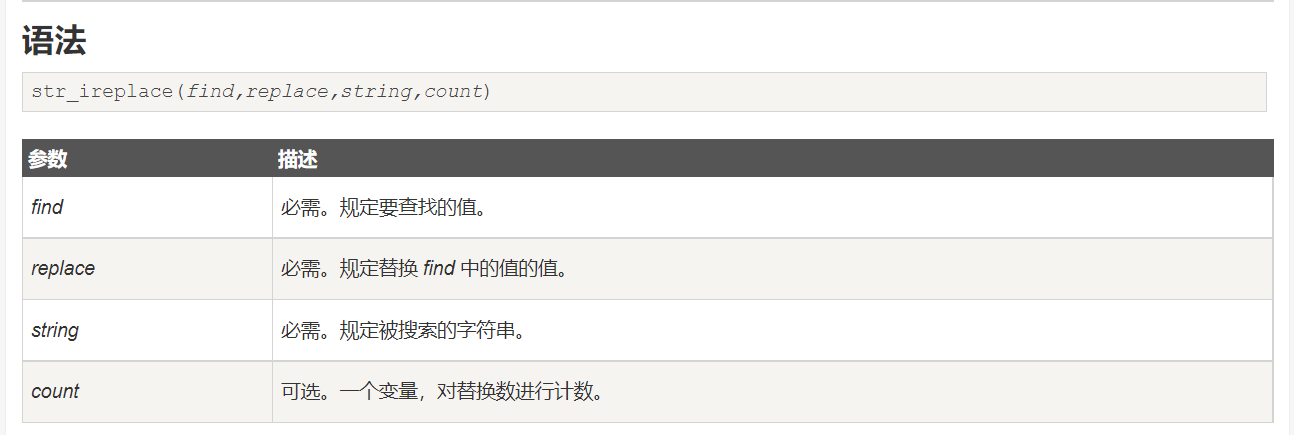 语法
str_ireplace(find,replace,string,count)
参数 描述
find 必需。规定要查找的值。
replace 必需。规定替换 find 中的值的值。
string 必需。规定被搜索的字符串。
count 可选。一个变量，对替换数进行计数。